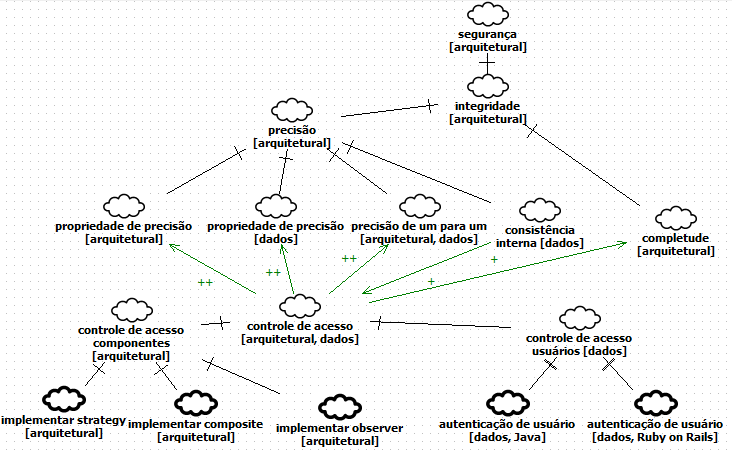 segurança
[arquitetural]
integridade
[arquitetural]
precisão
[arquitetural]
propriedade de precisão
[arquitetural]
propriedade de precisão
[dados]
precisão de um para um
[arquitetural, dados]
consistência
interna [dados]
completude
[arquitetural]
++
++
++
+
+
controle de acesso
componentes
[arquitetural]
controle de acesso
[arquitetural, dados]
controle de acesso
usuários [dados]
implementar strategy
[arquitetural]
implementar composite
[arquitetural]
implementar observer
[arquitetural]
autenticação de usuário
[dados, Java]
autenticação de usuário
[dados, Ruby on Rails]